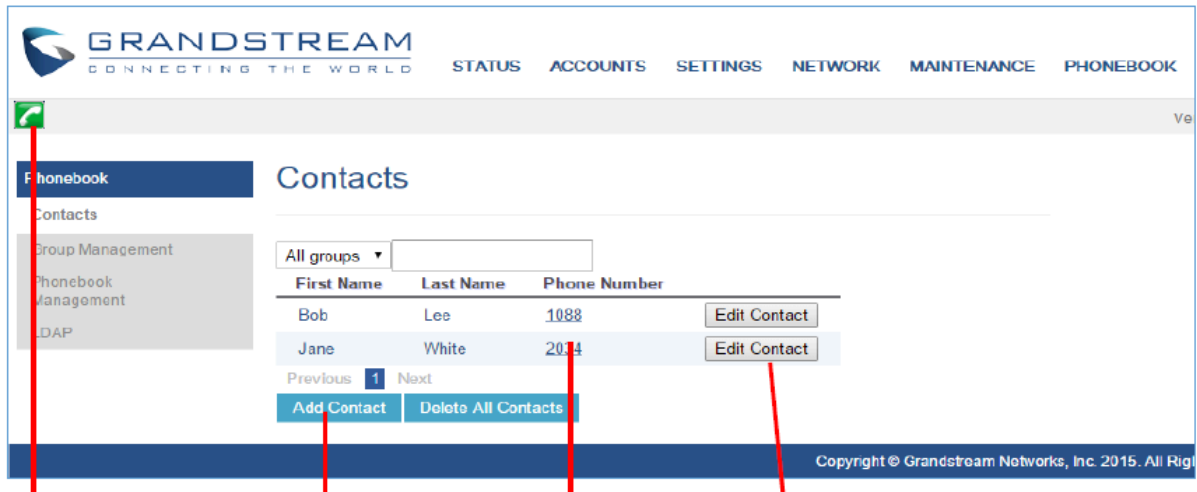 GRANDSTREAM
CONNECTING THE WORLD
STATUS ACCOUNTS SETTINGS NETWORK MAINTENANCE PHONEBOOK
Phonebook
Contacts
Group Management
Phonebook
Management
LDAP
Contacts
All groups
First Name Last Name Phone Number
Bob Lee 1088 Edit Contact
Jane White 2034 Edit Contact
Previous 1 Next
Add Contact Delete All Contacts
Copyright © Grandstream Networks, Inc. 2015. All